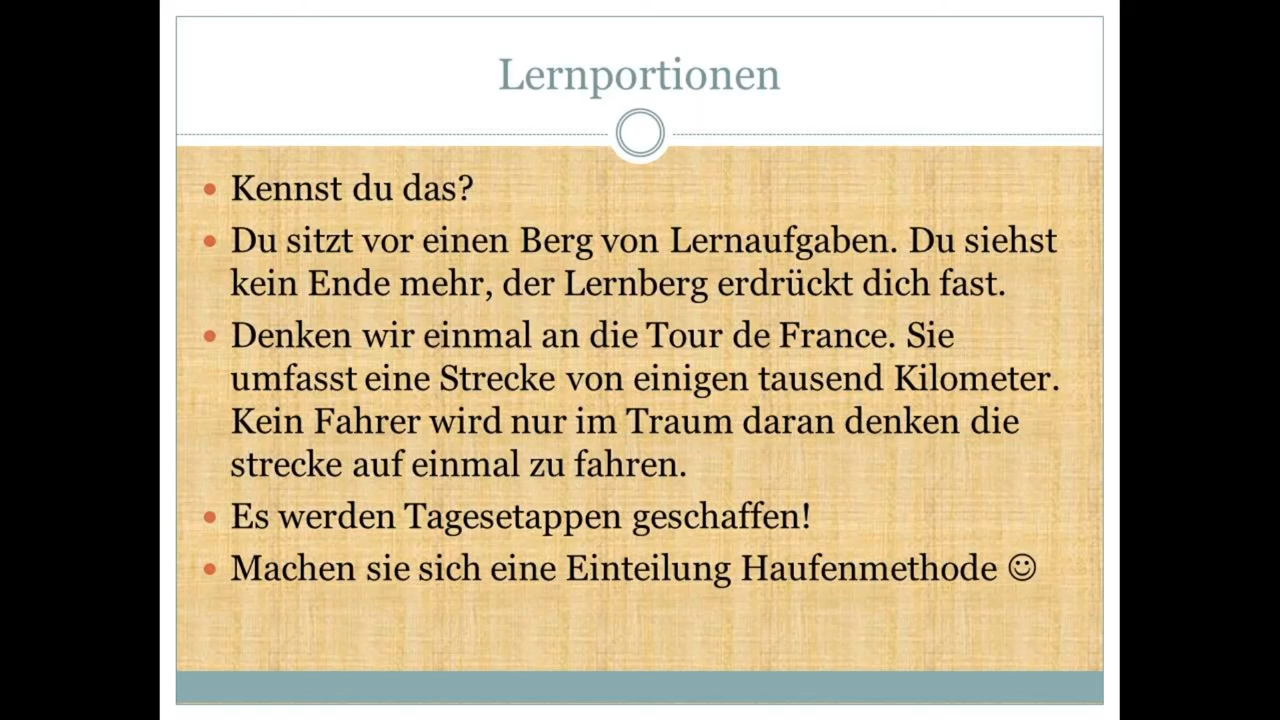 Lernportionen
• Kennst du das?
• Du sitzt vor einen Berg von Lernaufgaben. Du siehst
kein Ende mehr, der Lernberg erdrückt dich fast.
• Denken wir einmal an die Tour de France. Sie
umfasst eine Strecke von einigen tausend Kilometer.
Kein Fahrer wird nur im Traum daran denken die
strecke auf einmal zu fahren.
• Es werden Tagesetappen geschaffen!
• Machen sie sich eine Einteilung Haufenmethode ☺